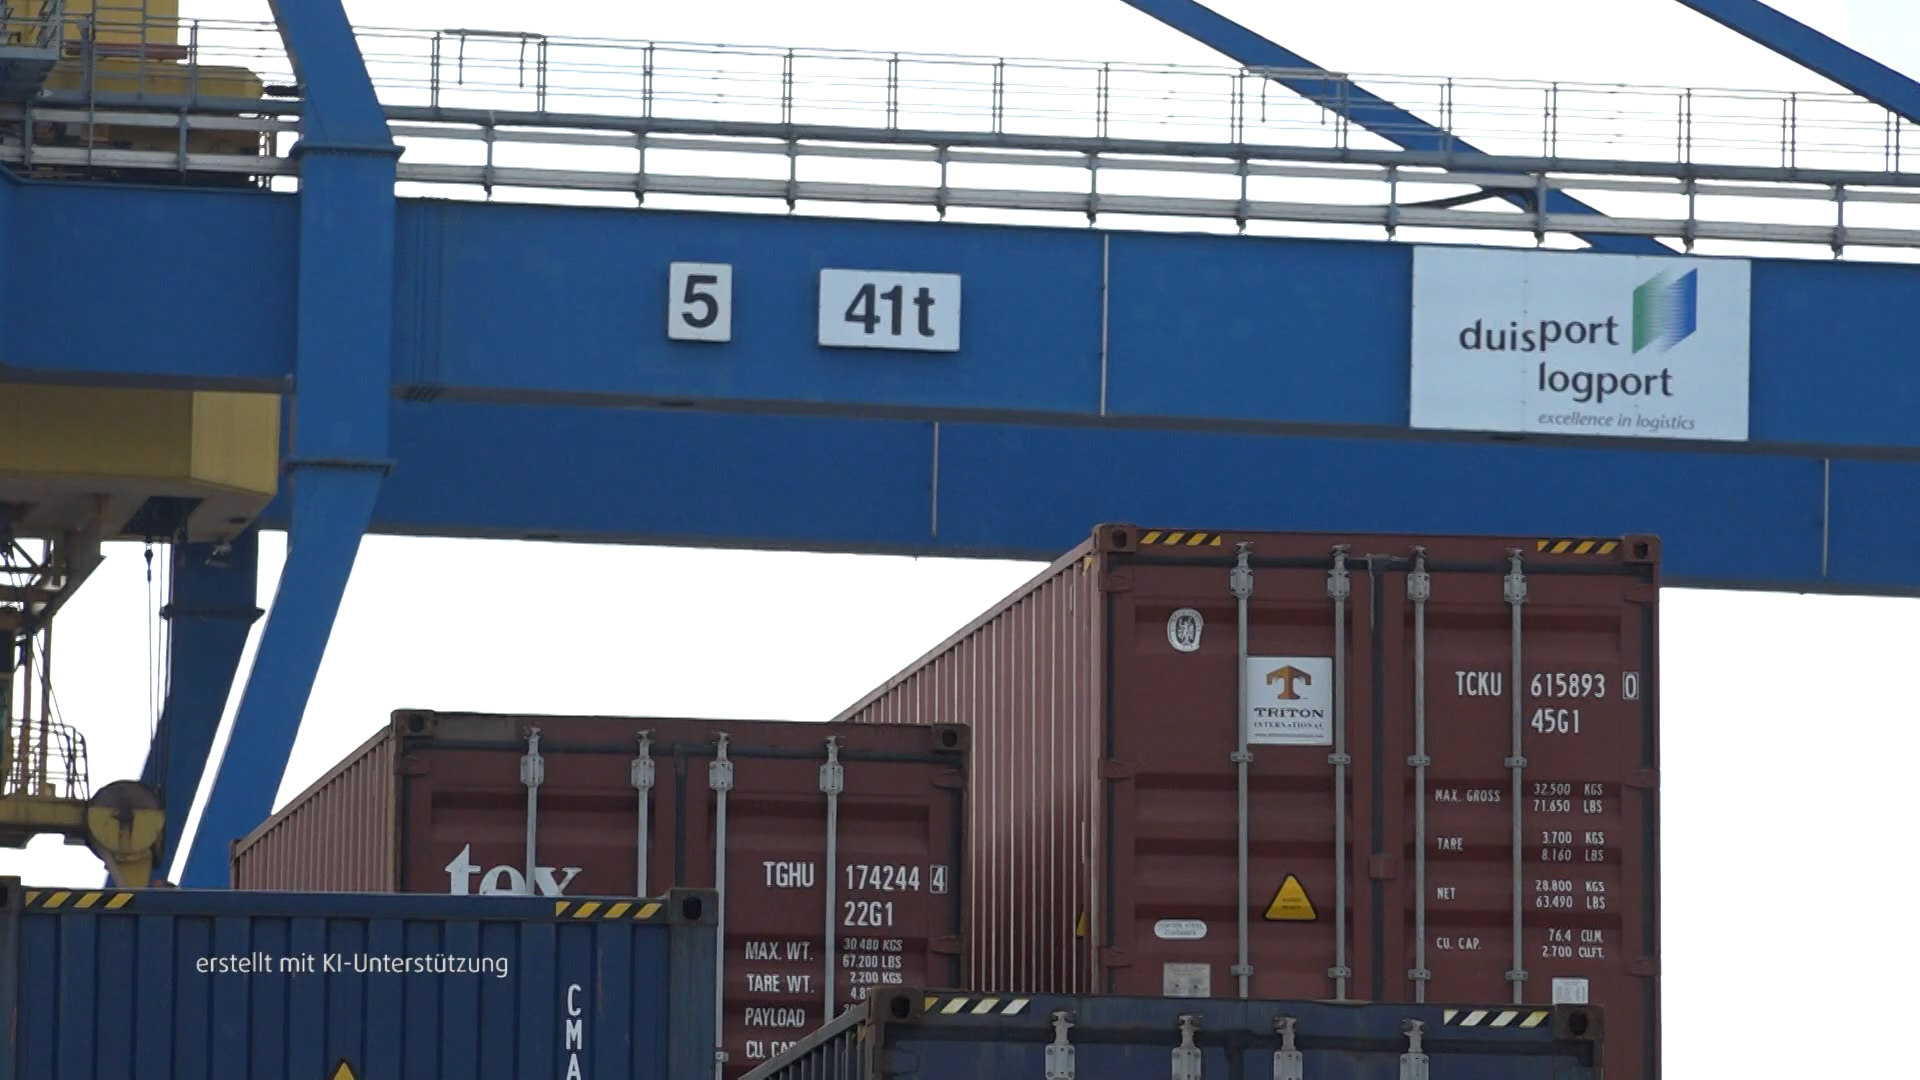 5
41t
duisport
logport
excellence in logistics
TRITON
INTERNATIONAL
TCKU 615893 0
45G1
MAX. GROSS 32.500 KGS
71.650 LBS
TARE 3.700 KGS
8.160 LBS
NET 28.800 KGS
63.490 LBS
CU. CAP. 76.4 CU.M.
2.700 CU.FT.
tex
TGHU 174244 4
22G1
MAX. WT. 30.480 KGS
67.200 LBS
TARE WT. 2.200 KGS
PAYLOAD
erstellt mit KI-Unterstützung
CMA